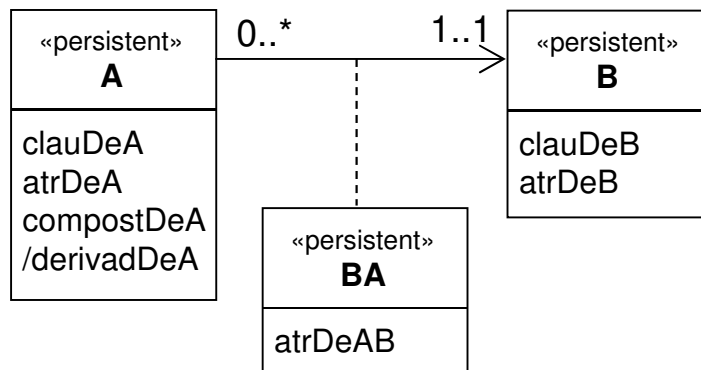 «persistent»
A
clauDeA
atrDeA
compostDeA
/derivadDeA
0..*
1..1
«persistent»
B
clauDeB
atrDeB
«persistent»
BA
atrDeAB